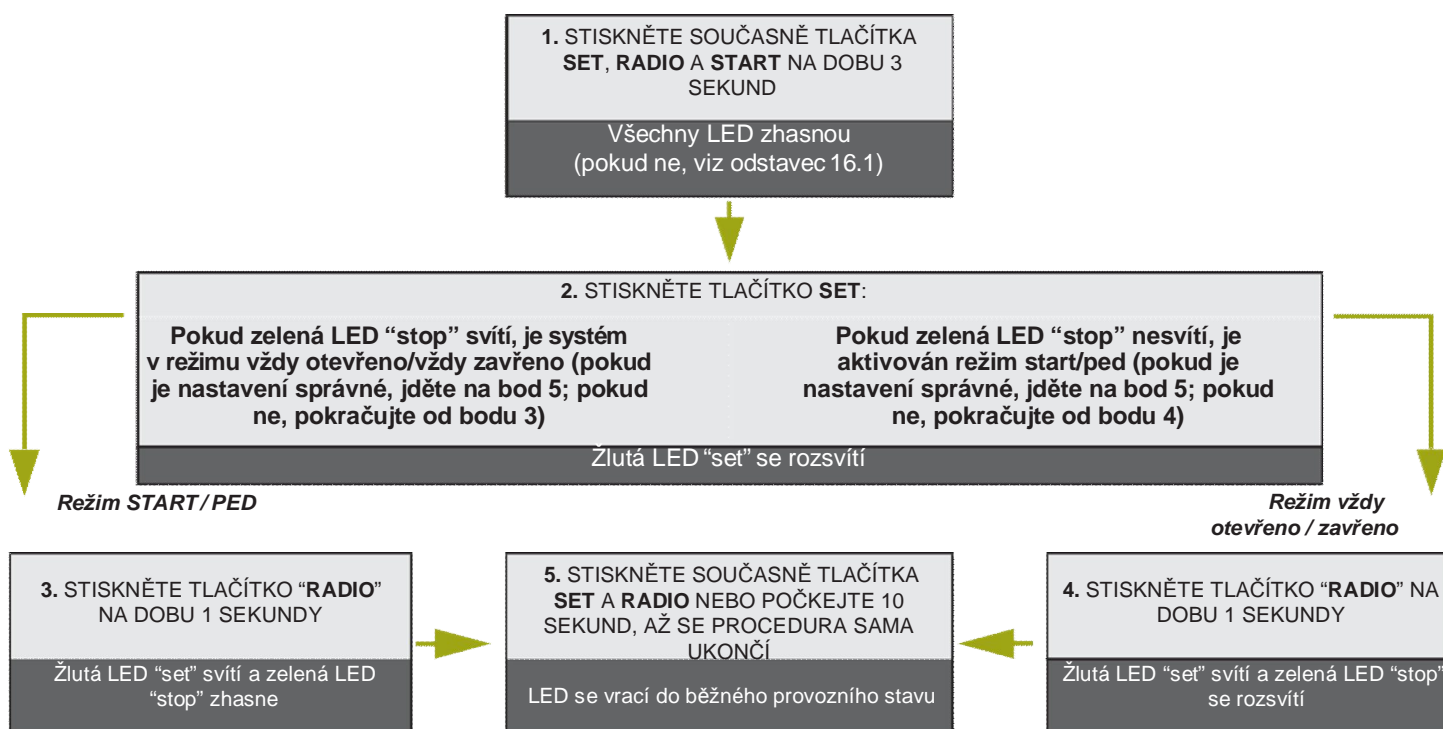 1. STISKNĚTE SOUČASNĚ TLAČÍTKA
SET, RADIO A START NA DOBU 3
SEKUND
Všechny LED zhasnou
(pokud ne, viz odstavec 16.1)
2. STISKNĚTE TLAČÍTKO SET:
Pokud zelená LED “stop” svítí, je systém
v režimu vždy otevřeno/vždy zavřeno (pokud
je nastavení správné, jděte na bod 5; pokud
ne, pokračujte od bodu 3)
Pokud zelená LED “stop” nesvítí, je
aktivován režim start/ped (pokud je
nastavení správné, jděte na bod 5; pokud
ne, pokračujte od bodu 4)
Žlutá LED “set” se rozsvítí
Režim START / PED
Režim vždy
otevřeno / zavřeno
3. STISKNĚTE TLAČÍTKO “RADIO”
NA DOBU 1 SEKUNDY
Žlutá LED “set” svítí a zelená LED
“stop” zhasne
5. STISKNĚTE SOUČASNĚ TLAČÍTKA
SET A RADIO NEBO POČKEJTE 10
SEKUND, AŽ SE PROCEDURA SAMA
UKONČÍ
LED se vrací do běžného provozního stavu
4. STISKNĚTE TLAČÍTKO “RADIO” NA
DOBU 1 SEKUNDY
Žlutá LED “set” svítí a zelená LED “stop”
se rozsvítí